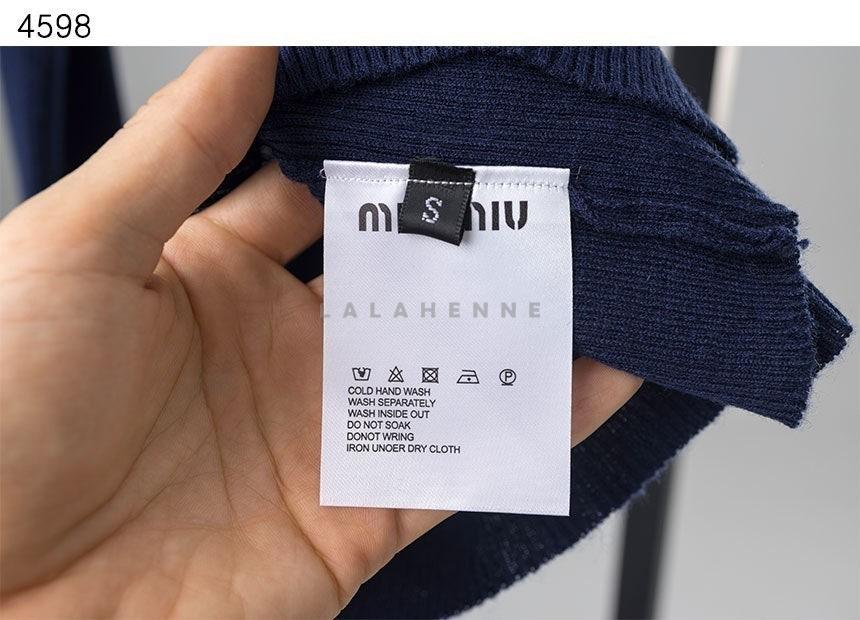 4598
S
M NIU
LALAHENNE
COLD HAND WASH
WASH SEPARATELY
WASH INSIDE OUT
DO NOT SOAK
DONOT WRING
IRON UNOER DRY CLOTH